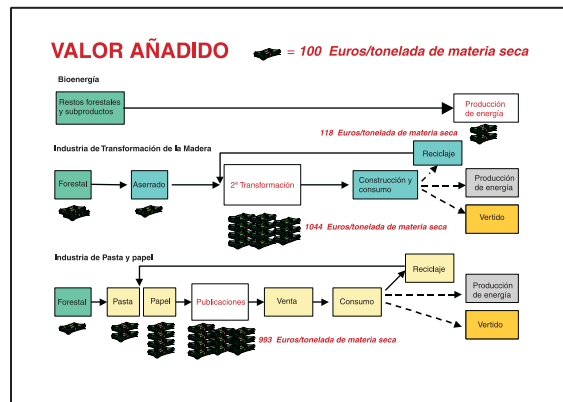 VALOR AÑADIDO
= 100 Euros/tonelada de materia seca
Bioenergía
Restos forestales
y subproductos
Producción
de energía
118 Euros/tonelada de materia seca
Industria de Transformación de la Madera
Reciclaje
Forestal
Aserrado
2º Transformación
Construcción y
consumo
Producción
de energía
Vertido
1044 Euros/tonelada de materia seca
Industria de Pasta y papel
Reciclaje
Forestal
Pasta
Papel
Publicaciones
Venta
Consumo
Producción
de energía
Vertido
993 Euros/tonelada de materia seca